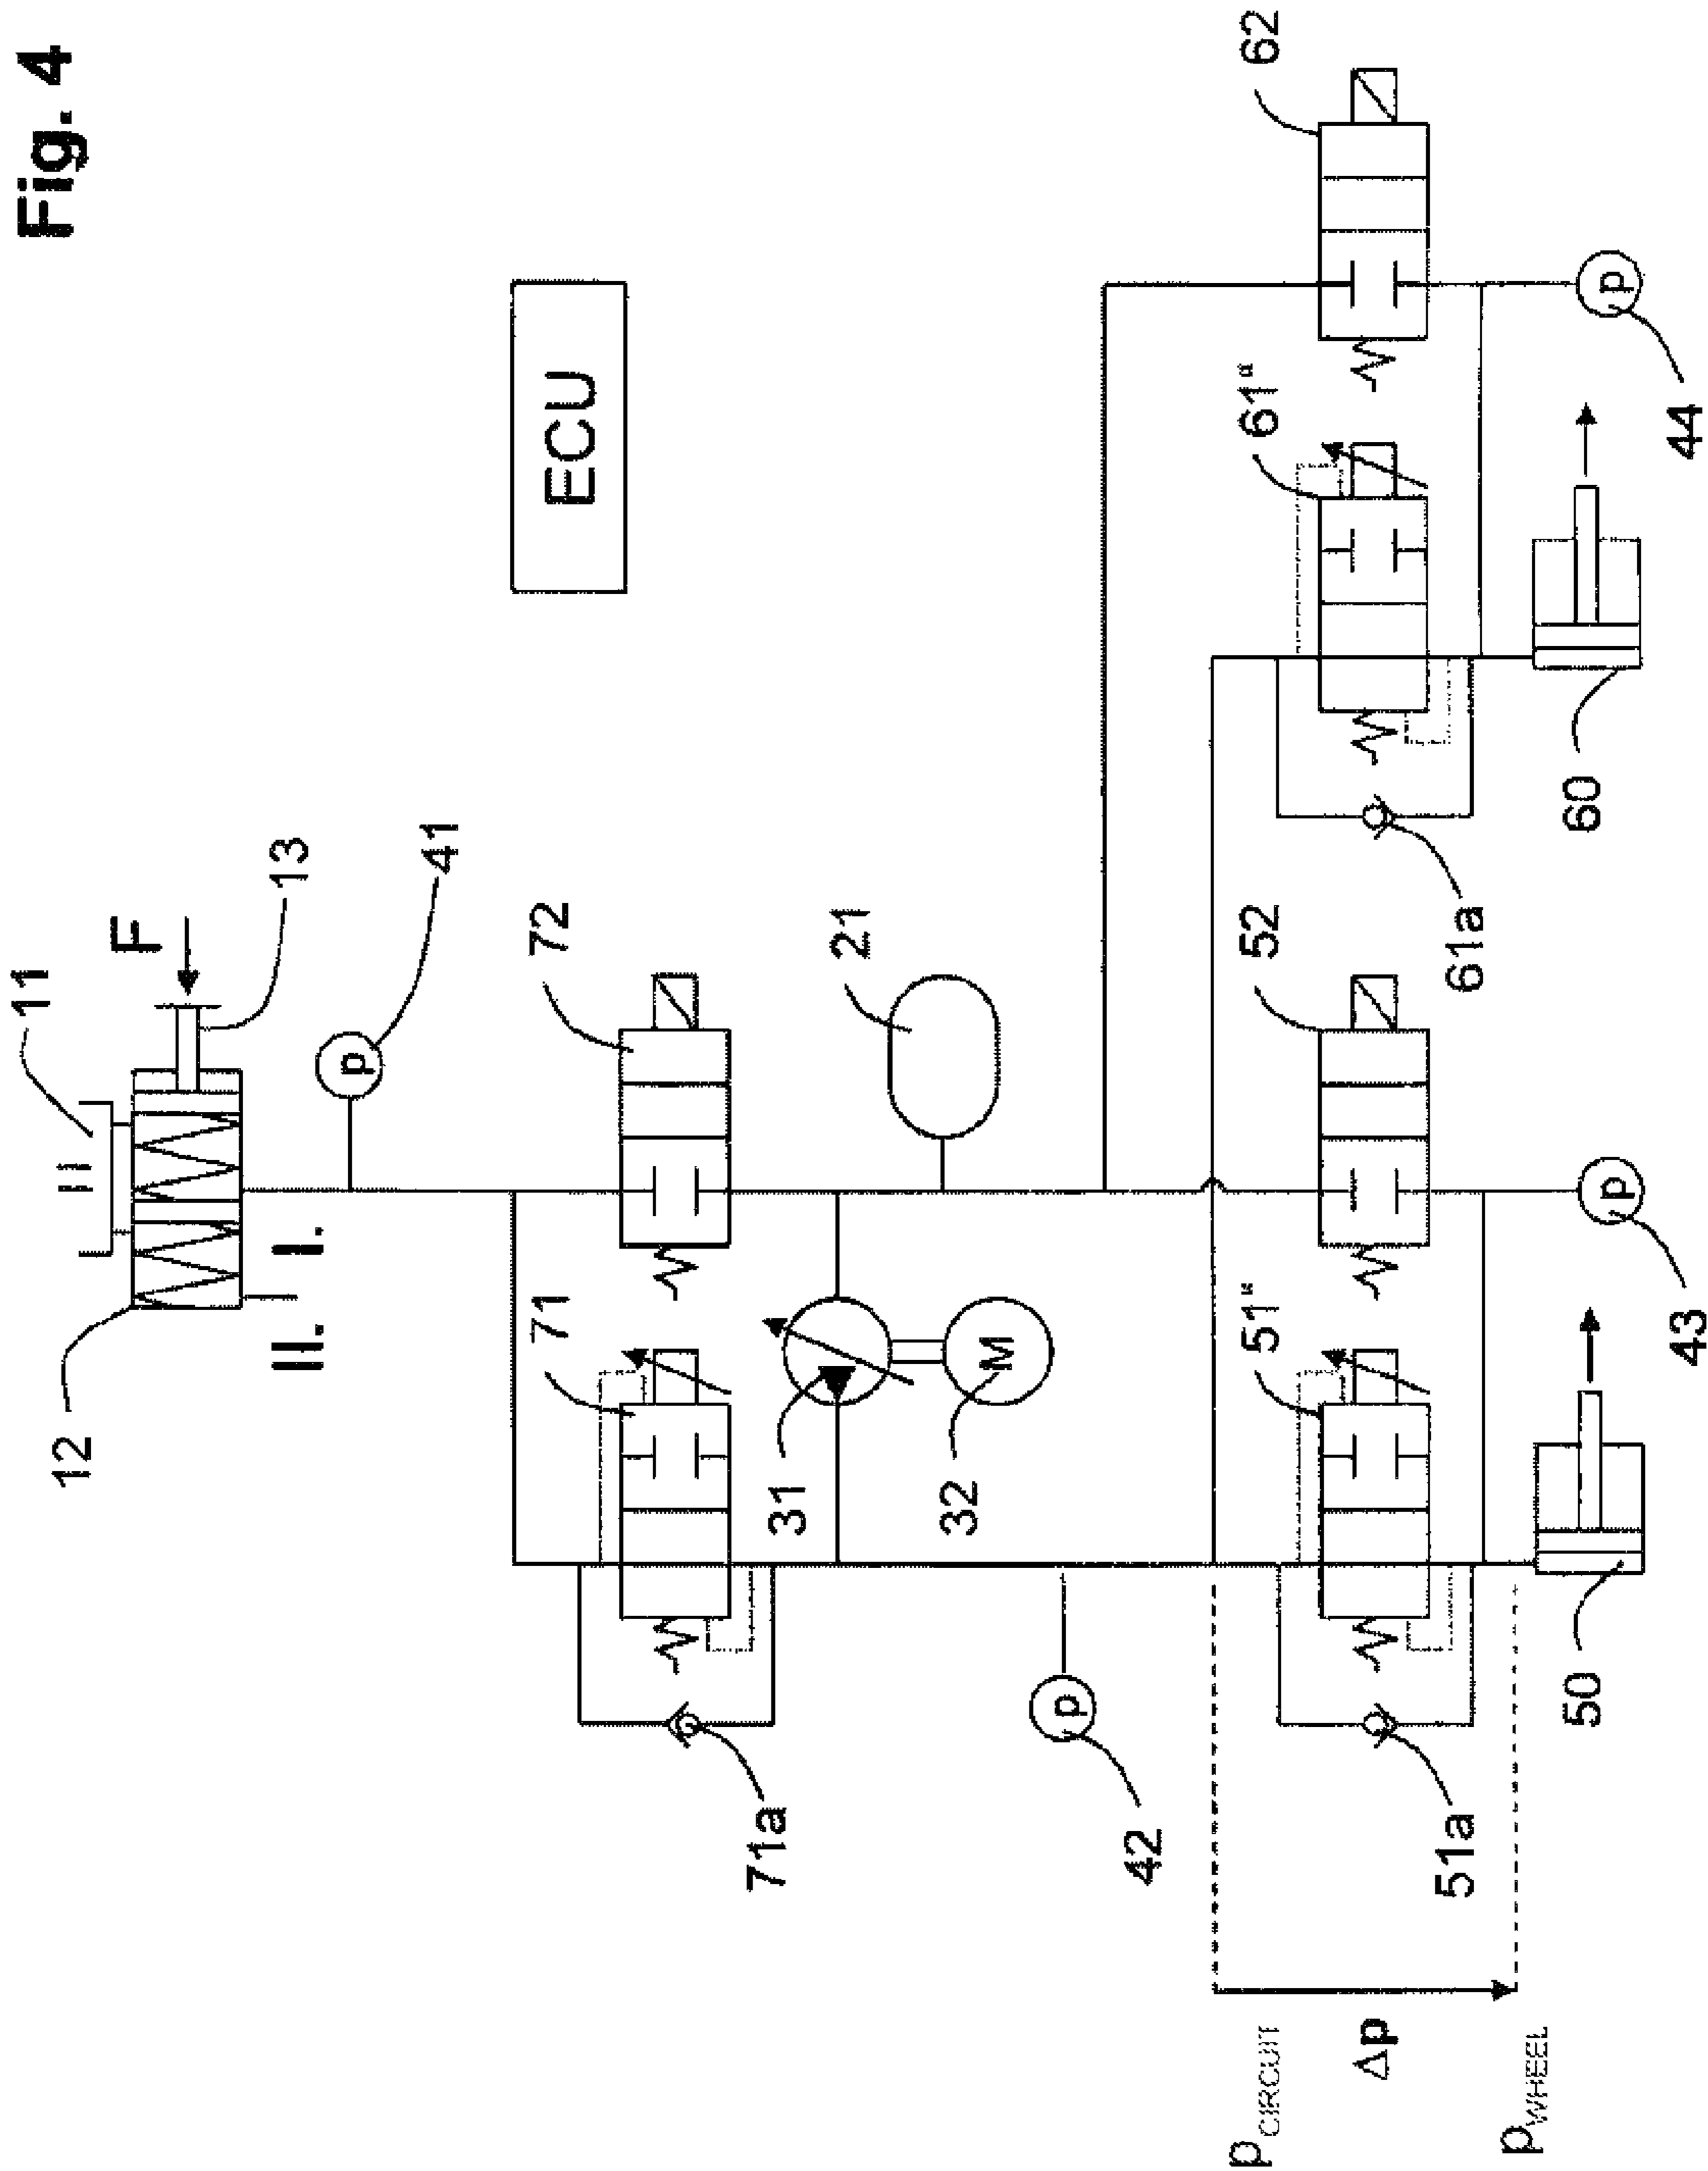 Fig. 4
ECU
11
F
13
12
II.
I.
41
72
71
71a
21
31
32
M
p
p
42
62
61“
61a
52
51“
51a
60
50
44
43
p
p
pCIRCUIT
Δp
pWHEEL